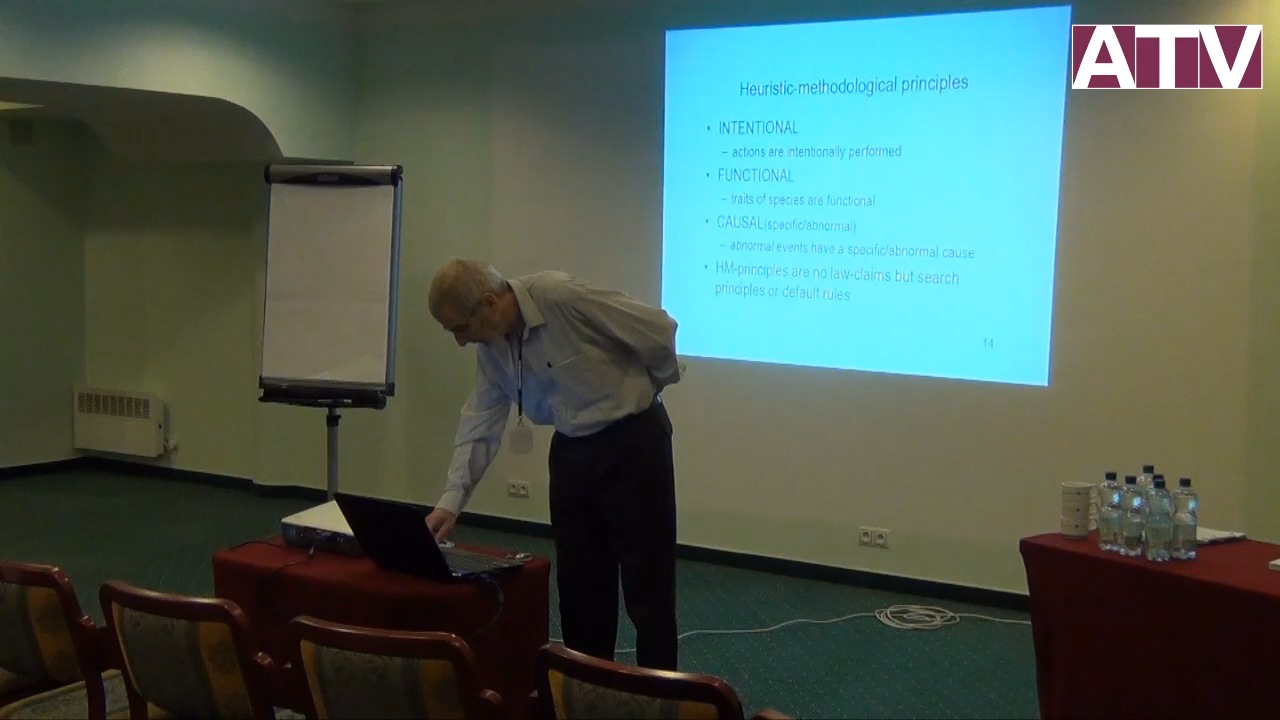 ATV
Heuristic-methodological principles
• INTENTIONAL
– actions are intentionally performed
• FUNCTIONAL
– traits of species are functional
• CAUSAL(specific/abnormal)
– abnormal events have a specific/abnormal cause
• HM-principles are no law-claims but search
principles or default rules
14